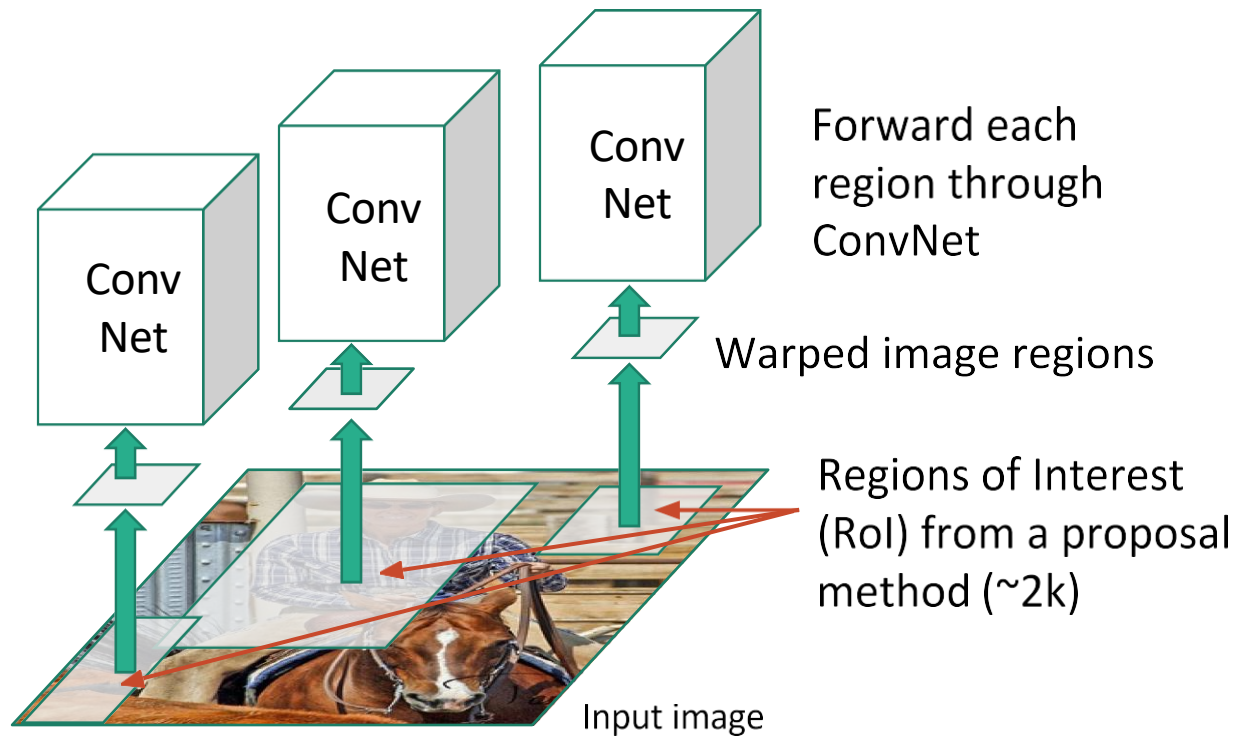 Conv
Net
Conv
Net
Conv
Net
Forward each
region through
ConvNet
Warped image regions
Regions of Interest
(RoI) from a proposal
method (~2k)
Input image